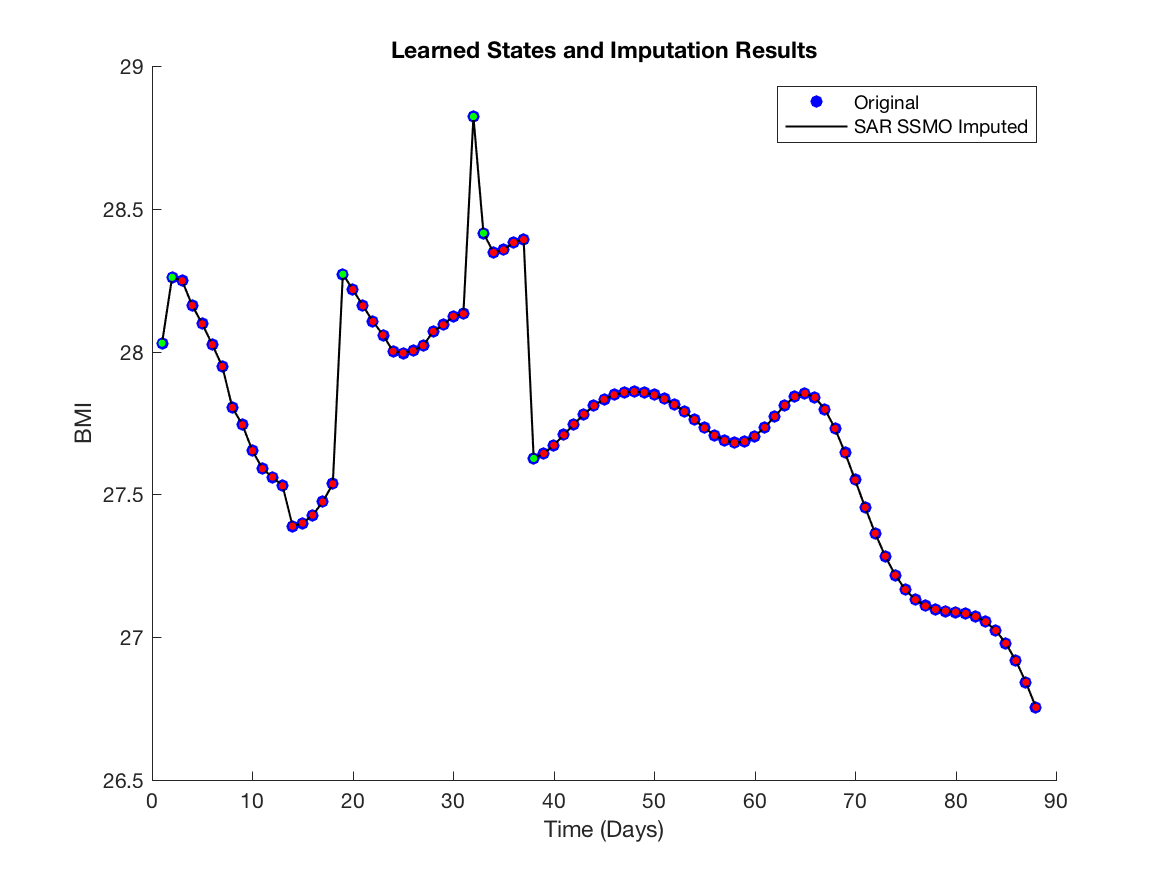 Learned States and Imputation Results
Original
SAR SSMO Imputed
29
28.5
28
27.5
27
26.5
BMI
0 10 20 30 40 50 60 70 80 90
Time (Days)